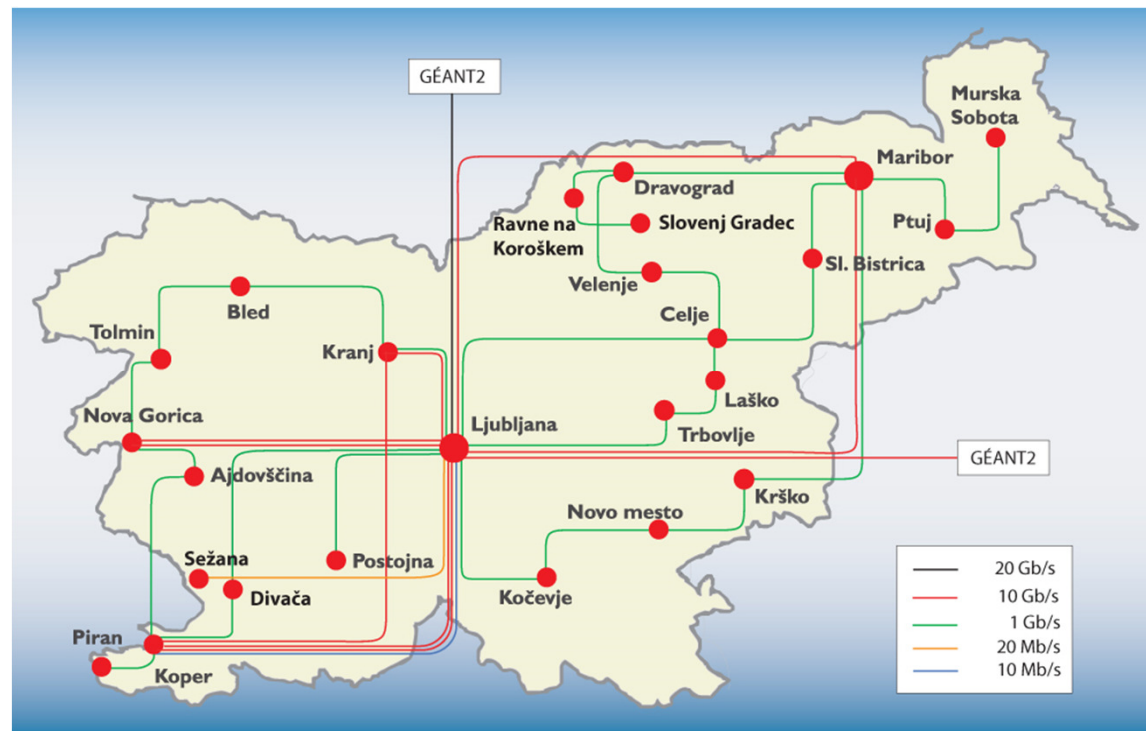 GÉANT2
Murska
Sobota
Maribor
Dravograd
Ravne na
Koroškem
Slovenj Gradec
Ptuj
Sl. Bistrica
Velenje
Bled
Celje
Tolmin
Kranj
Laško
Nova Gorica
Ljubljana
Trbovlje
GÉANT2
Ajdovščina
Krško
Novo mesto
Sežana
Postojna
Divača
Kočevje
Piran
Koper
20 Gb/s
10 Gb/s
1 Gb/s
20 Mb/s
10 Mb/s